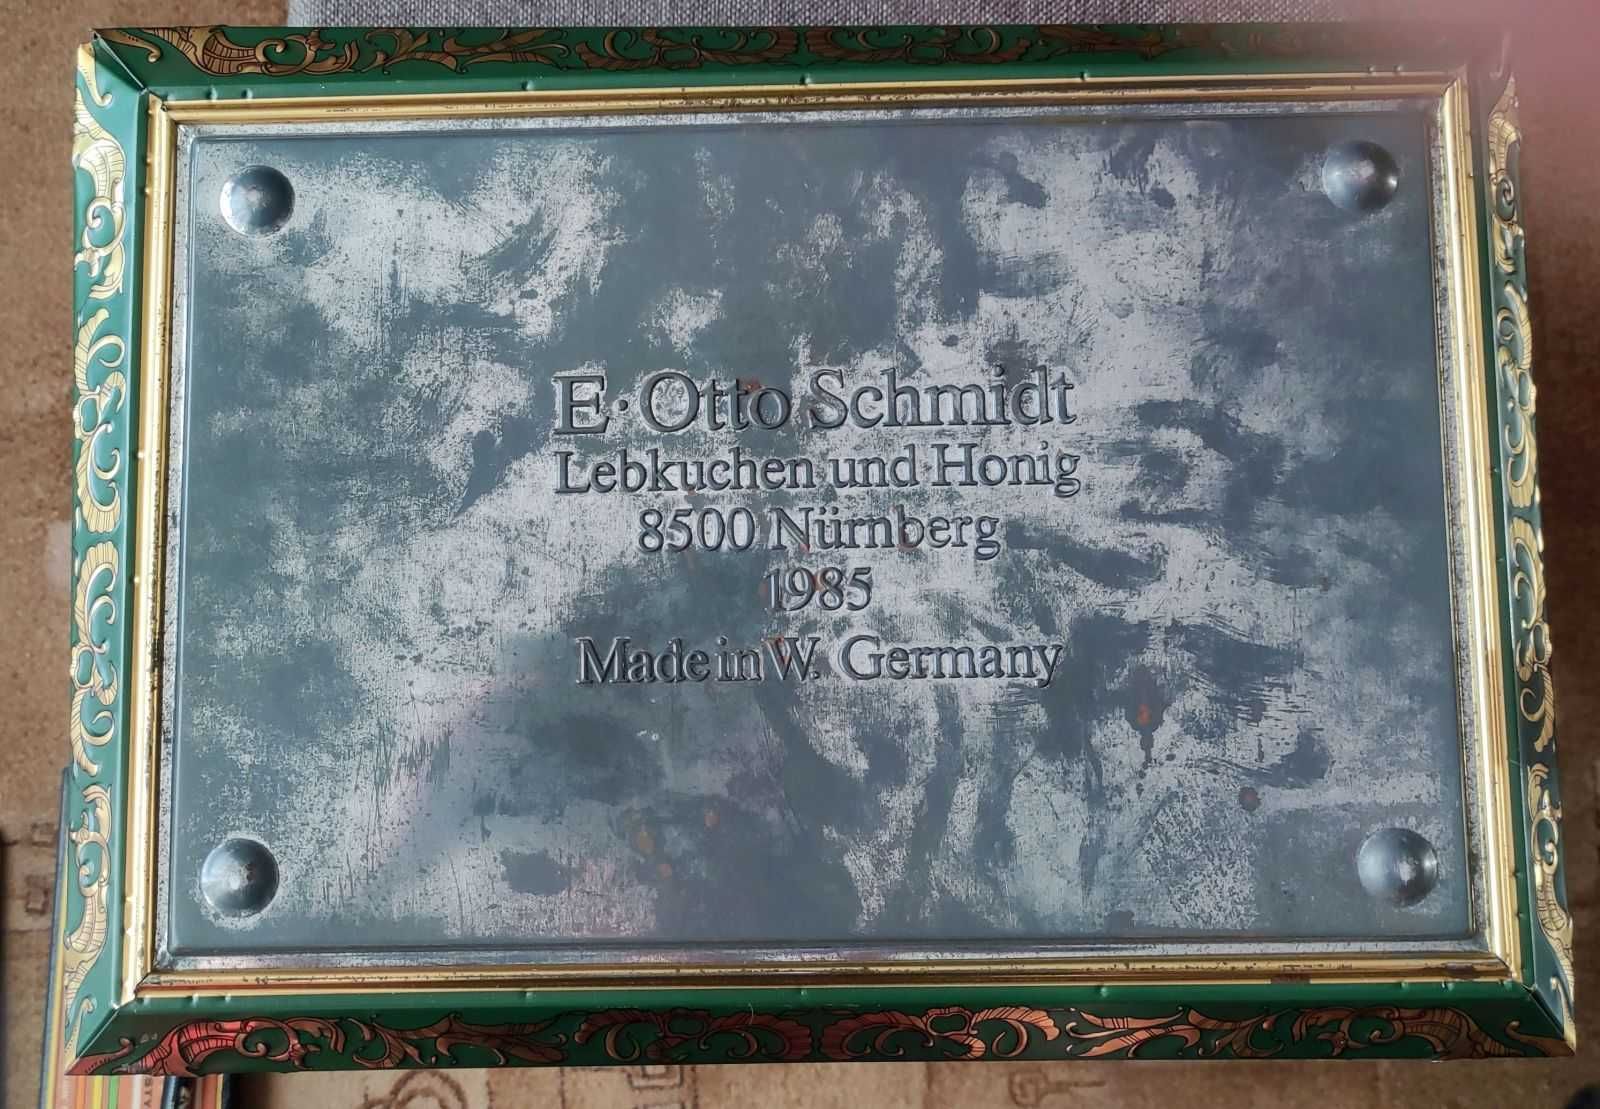 E. Otto Schmidt
Lebkuchen und Honig
8500 Nürnberg
1985
Made in W. Germany